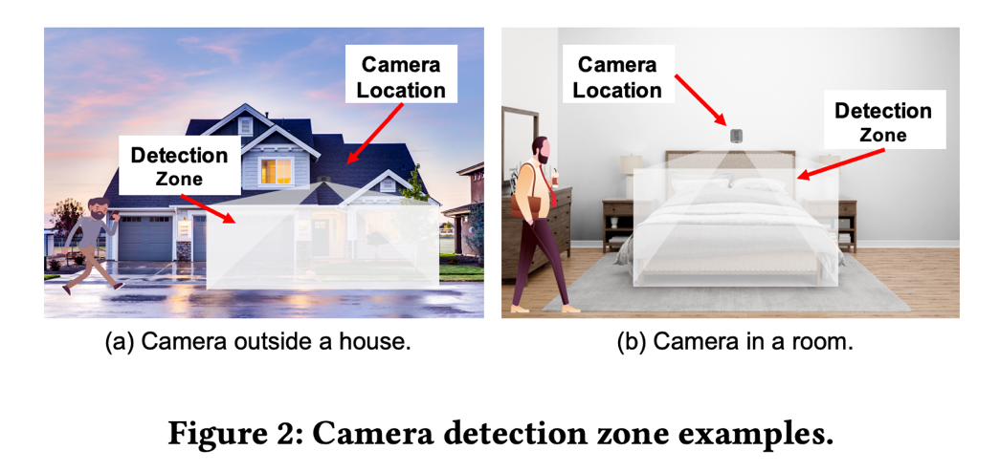 Camera
Location
Detection
Zone
Camera
Location
Detection
Zone
(a) Camera outside a house.
(b) Camera in a room.
Figure 2: Camera detection zone examples.